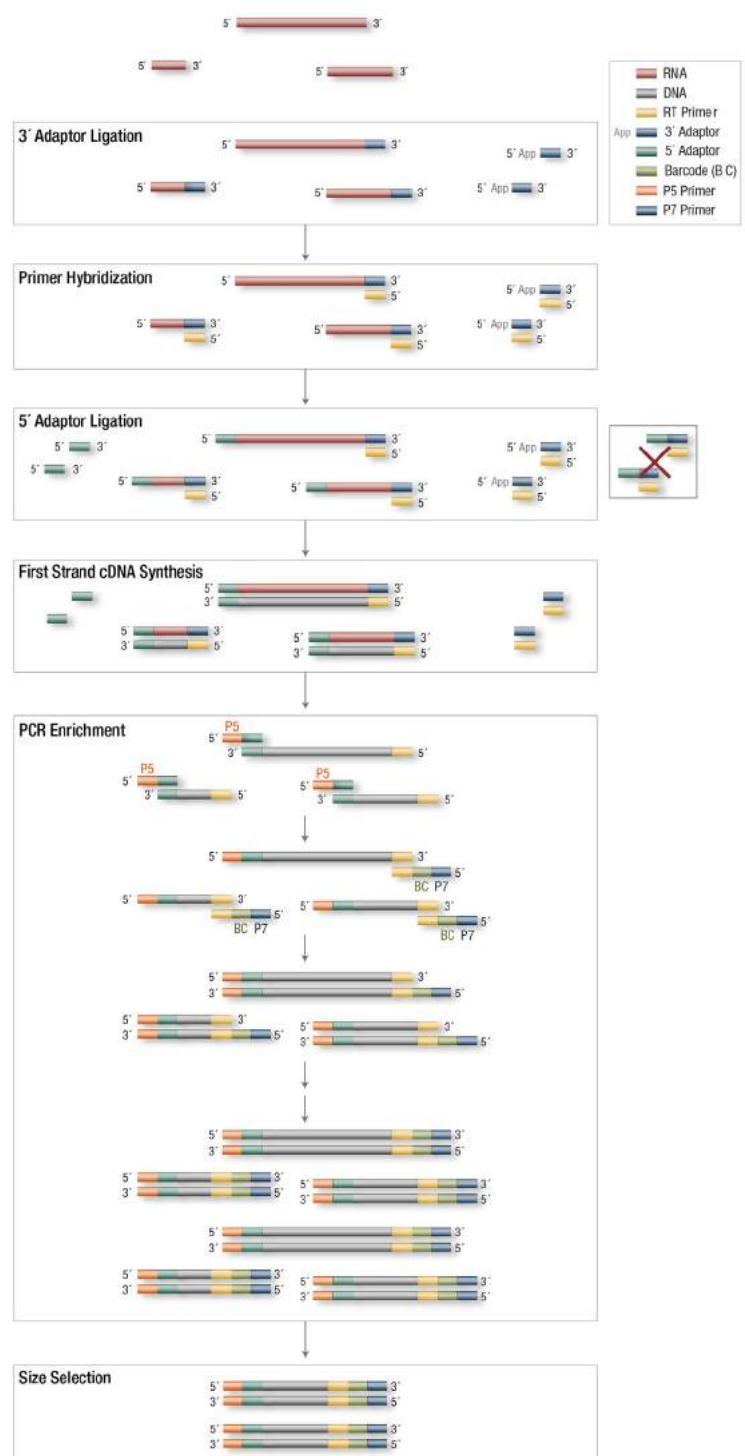 5´ 3´
5´ 3´ 5´ 3´
RNA
DNA
RT Primer
App 3´ Adaptor
5´ Adaptor
Barcode (BC)
P5 Primer
P7 Primer
3´ Adaptor Ligation
5´ 3´
5´ App 3´
5´ 3´ 5´ 3´ 5´ App 3´
Primer Hybridization
5´ 3´
5´
5´ App 3´
5´
5´ 3´
5´
5´ 3´
5´
5´ App 3´
5´
5´ Adaptor Ligation
5´ 3´
5´ 3´
5´ 3´
5´
5´ App 3´
5´
5´ 3´
5´
5´ 3´
5´
5´ App 3´
5´
First Strand cDNA Synthesis
5´ 3´
3´ 5´
5´ 3´
3´ 5´
5´ 3´
3´ 5´
PCR Enrichment
P5
5´
3´ 5´
P5
5´
3´ 5´
P5
5´
3´ 5´
5´ 3´
5´
BC P7
5´ 3´
5´
BC P7
5´ 3´
5´
BC P7
5´ 3´
3´ 5´
5´ 3´
3´ 5´
5´ 3´
3´ 5´
5´ 3´
3´ 5´
5´ 3´
3´ 5´
5´ 3´
3´ 5´
5´ 3´
3´ 5´
5´ 3´
3´ 5´
5´ 3´
3´ 5´
Size Selection
5´ 3´
3´ 5´
5´ 3´
3´ 5´